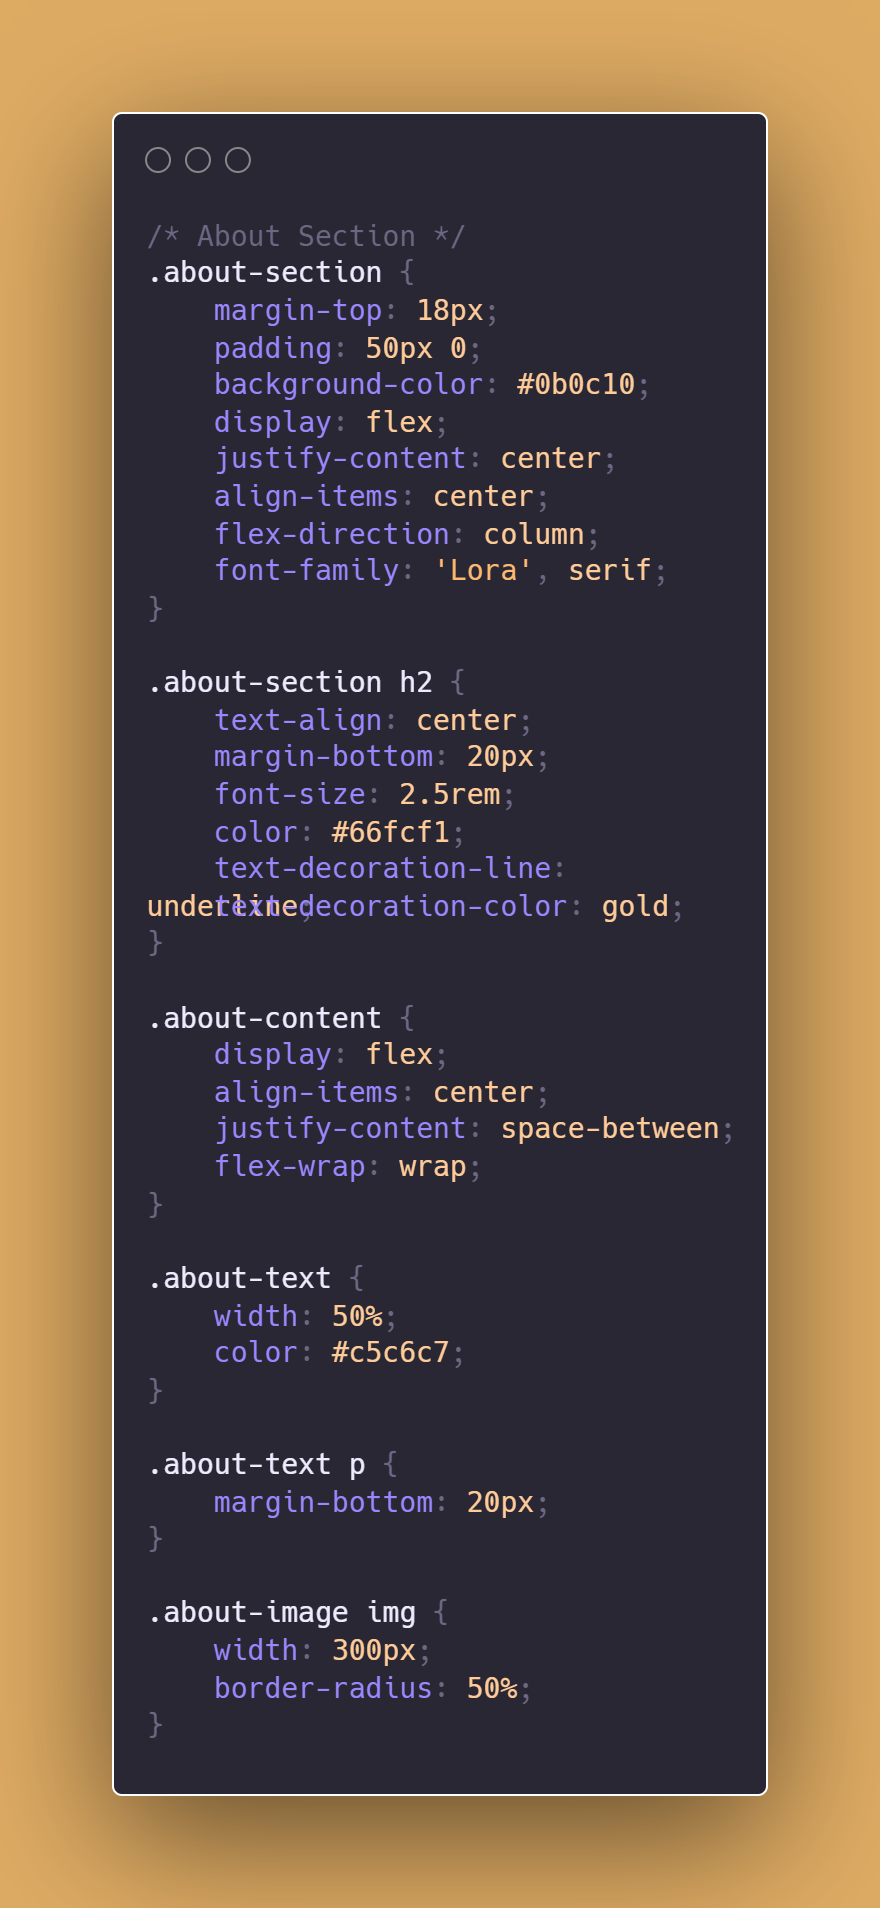 /* About Section */
.about-section {
    margin-top: 18px;
    padding: 50px 0;
    background-color: #0b0c10;
    display: flex;
    justify-content: center;
    align-items: center;
    flex-direction: column;
    font-family: 'Lora', serif;
}

.about-section h2 {
    text-align: center;
    margin-bottom: 20px;
    font-size: 2.5rem;
    color: #66fcf1;
    text-decoration-line:
underline;
    text-decoration-color: gold;
}

.about-content {
    display: flex;
    align-items: center;
    justify-content: space-between;
    flex-wrap: wrap;
}

.about-text {
    width: 50%;
    color: #c5c6c7;
}

.about-text p {
    margin-bottom: 20px;
}

.about-image img {
    width: 300px;
    border-radius: 50%;
}